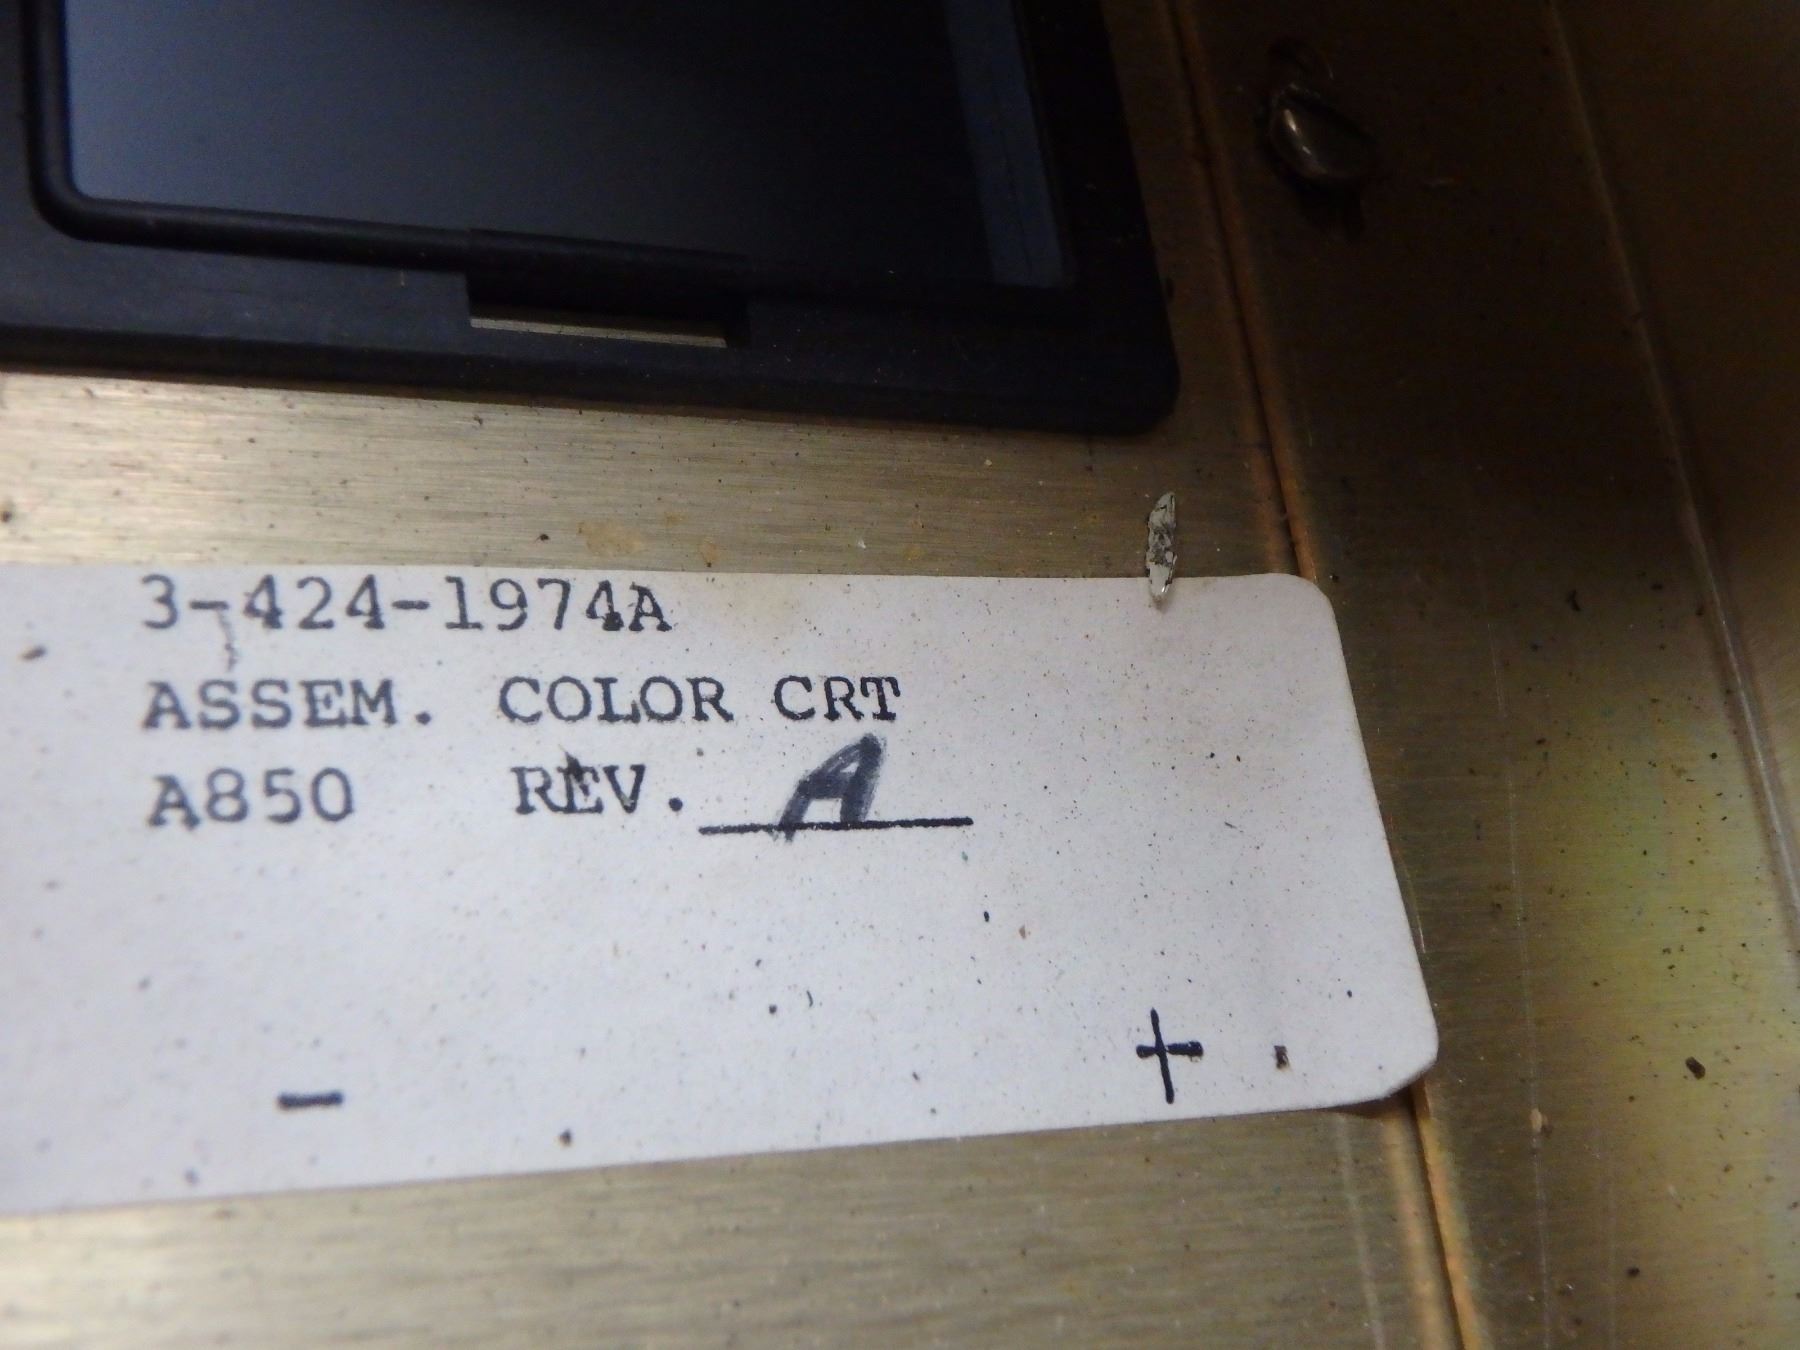 3-424-1974A
ASSEM. COLOR CRT
A850 REV. A
- +